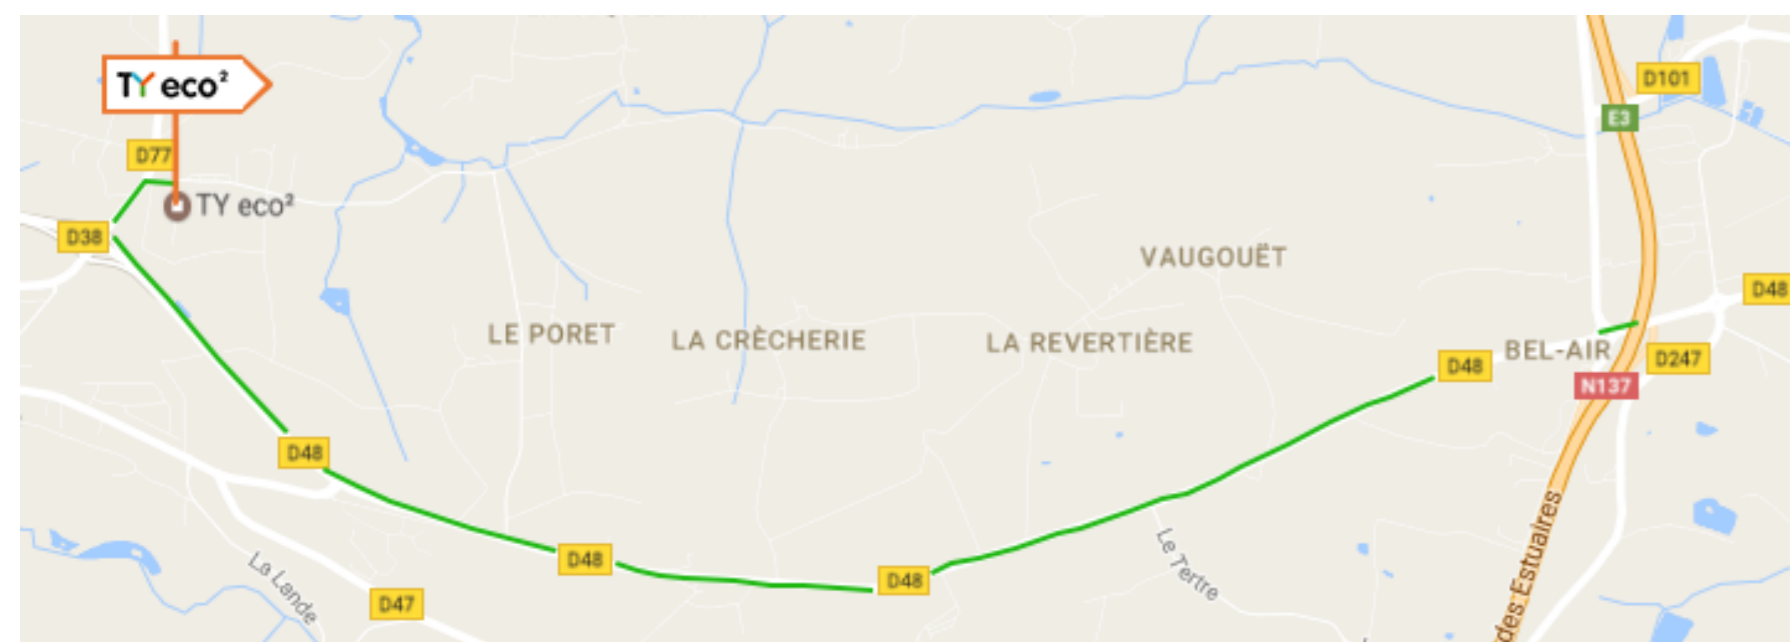 TY eco²
D101
E3
D77
TY eco²
D38
VAUGOUËT
D48
LE PORET
LA CRÈCHERIE
LA REVERTIÈRE
BEL-AIR
D247
D48
N137
D48
D48
D48
La Lande
D47
Le Tertre
des Estuaires